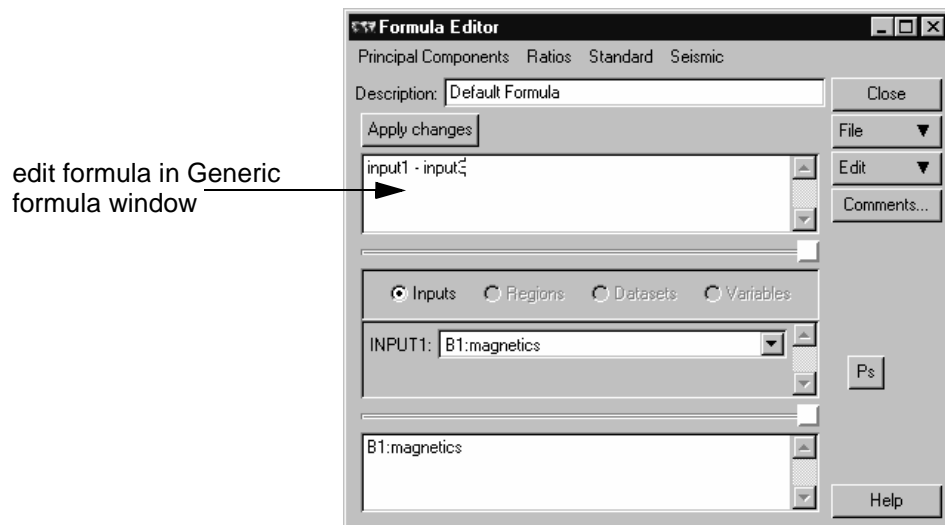 Formula Editor
Principal Components Ratios Standard Seismic
Description: Default Formula
Close
Apply changes
File
edit formula in Generic
formula window
input1 -
Edit
Comments...
Inputs Regions Datasets Variables
INPUT1: B1:magnetics
Ps
B1:magnetics
Help